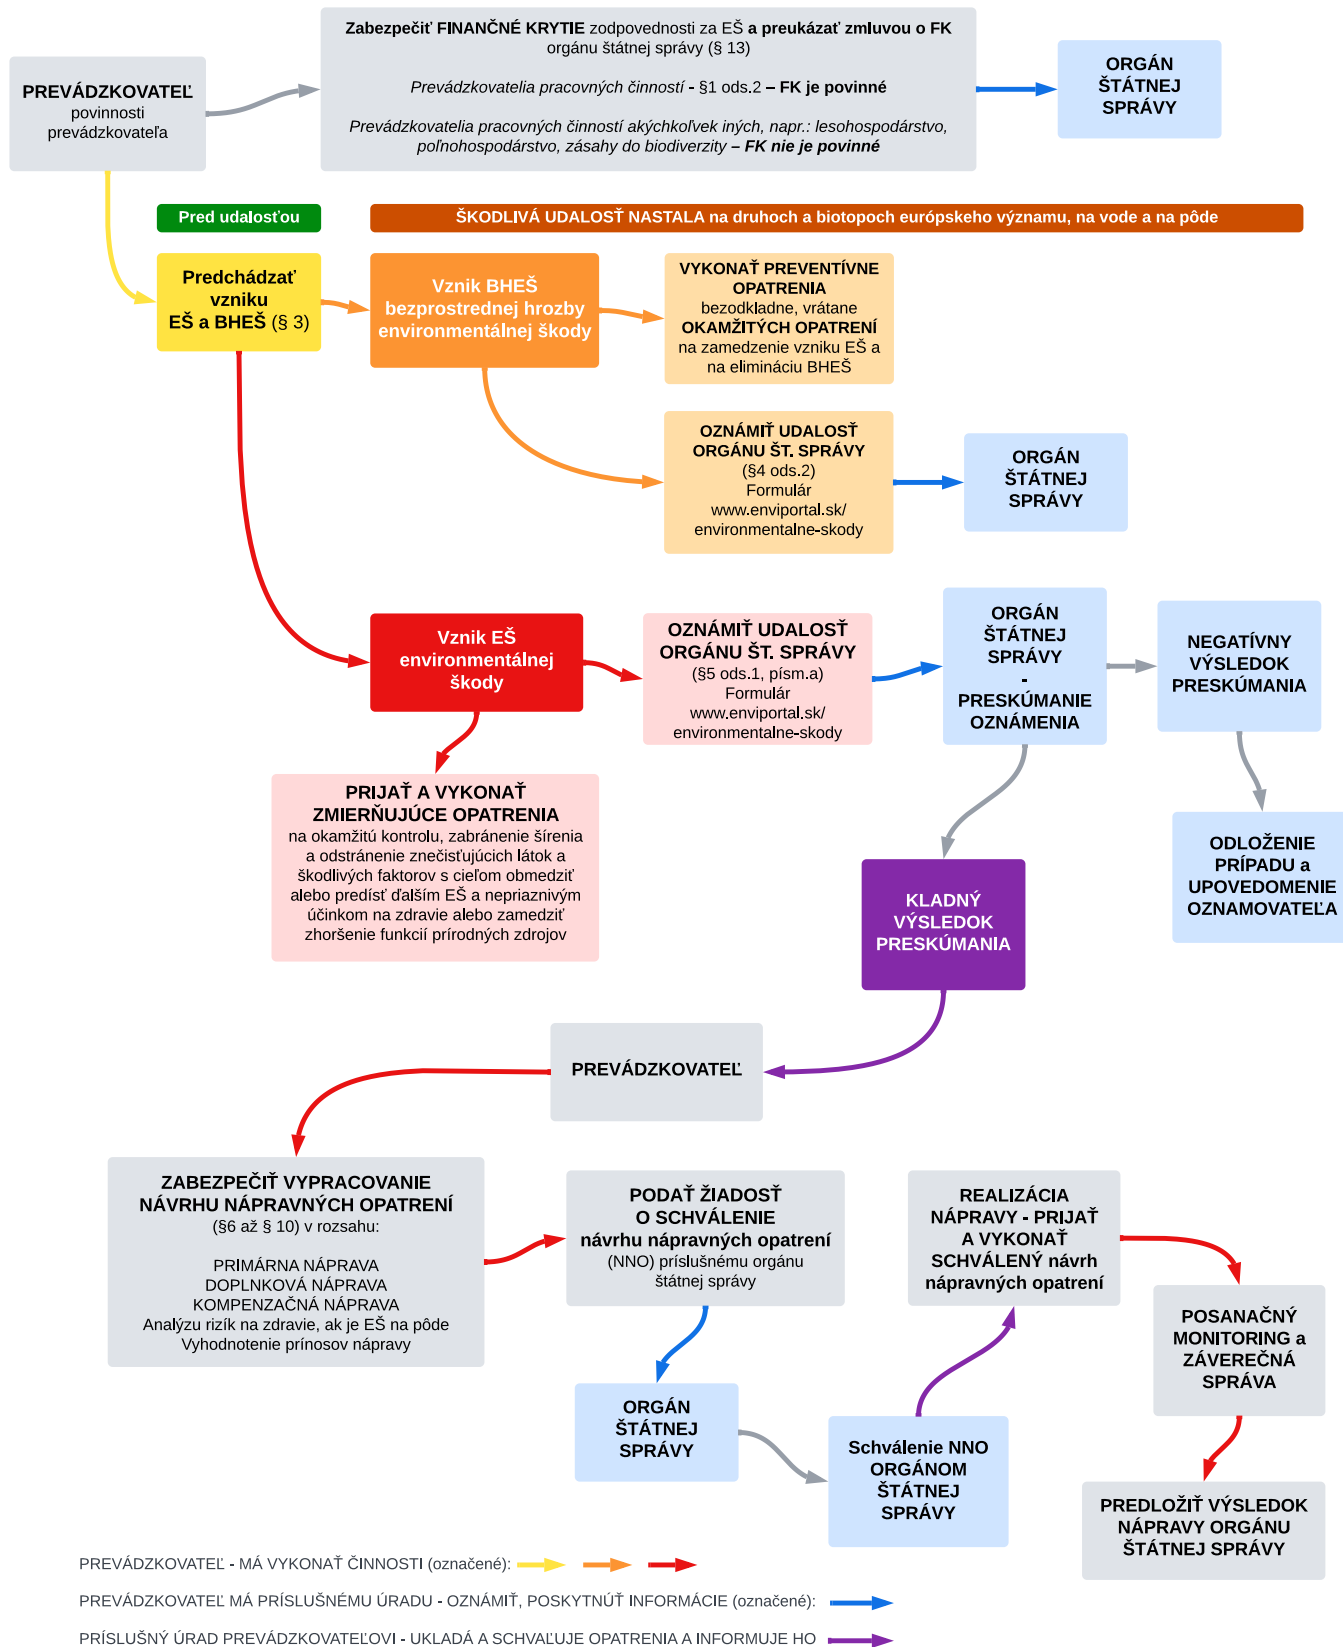 Zabezpečiť FINANČNÉ KRYTIE zodpovednosti za EŠ a preukázať zmluvou o FK
orgánu štátnej správy (§ 13)
Prevádzkovatelia pracovných činností - §1 ods.2 – FK je povinné
Prevádzkovatelia pracovných činností akýchkoľvek iných, napr.: lesohospodárstvo,
poľnohospodárstvo, zásahy do biodiverzity – FK nie je povinné
PREVÁDZKOVATEĽ
povinnosti
prevádzkovateľa
ORGÁN
ŠTÁTNEJ
SPRÁVY
Pred udalosťou
ŠKODLIVÁ UDALOSŤ NASTALA na druhoch a biotopoch európskeho významu, na vode a na pôde
Predchádzať
vzniku
EŠ a BHEŠ (§ 3)
Vznik BHEŠ
bezprostrednej hrozby
environmentálnej škody
VYKONAŤ PREVENTÍVNE
OPATRENIA
bezodkladne, vrátane
OKAMŽITÝCH OPATRENÍ
na zamedzenie vzniku EŠ a
na elimináciu BHEŠ
OZNÁMIŤ UDALOSŤ
ORGÁNU ŠT. SPRÁVY
(§4 ods.2)
Formulár
www.enviportal.sk/
environmentalne-skody
ORGÁN
ŠTÁTNEJ
SPRÁVY
Vznik EŠ
environmentálnej
škody
OZNÁMIŤ UDALOSŤ
ORGÁNU ŠT. SPRÁVY
(§5 ods.1, písm.a)
Formulár
www.enviportal.sk/
environmentalne-skody
ORGÁN
ŠTÁTNEJ
SPRÁVY
-
PRESKÚMANIE
OZNÁMENIA
NEGATÍVNY
VÝSLEDOK
PRESKÚMANIA
PRIJAŤ A VYKONAŤ
ZMIERŇUJÚCE OPATRENIA
na okamžitú kontrolu, zabránenie šírenia
a odstránenie znečisťujúcich látok a
škodlivých faktorov s cieľom obmedziť
alebo predísť ďalším EŠ a nepriaznivým
účinkom na zdravie alebo zamedziť
zhoršenie funkcií prírodných zdrojov
ODLOŽENIE
PRÍPADU a
UPOVEDOMENIE
OZNAMOVATEĽA
KLADNÝ
VÝSLEDOK
PRESKÚMANIA
PREVÁDZKOVATEĽ
ZABEZPEČIŤ VYPRACOVANIE
NÁVRHU NÁPRAVNÝCH OPATRENÍ
(§6 až § 10) v rozsahu:
PRIMÁRNA NÁPRAVA
DOPLNKOVÁ NÁPRAVA
KOMPENZAČNÁ NÁPRAVA
Analýzu rizík na zdravie, ak je EŠ na pôde
Vyhodnotenie prínosov nápravy
PODAŤ ŽIADOSŤ
O SCHVÁLENIE
návrhu nápravných opatrení
(NNO) príslušnému orgánu
štátnej správy
REALIZÁCIA
NÁPRAVY - PRIJAŤ
A VYKONAŤ
SCHVÁLENÝ návrh
nápravných opatrení
POSANAČNÝ
MONITORING a
ZÁVEREČNÁ
SPRÁVA
ORGÁN
ŠTÁTNEJ
SPRÁVY
Schválenie NNO
ORGÁNOM
ŠTÁTNEJ
SPRÁVY
PREDLOŽIŤ VÝSLEDOK
NÁPRAVY ORGÁNU
ŠTÁTNEJ SPRÁVY
PREVÁDZKOVATEĽ - MÁ VYKONAŤ ČINNOSTI (označené):
PREVÁDZKOVATEĽ MÁ PRÍSLUŠNÉMU ÚRADU - OZNÁMIŤ, POSKYTNÚŤ INFORMÁCIE (označené):
PRÍSLUŠNÝ ÚRAD PREVÁDZKOVATEĽOVI - UKLADÁ A SCHVAĽUJE OPATRENIA A INFORMUJE HO